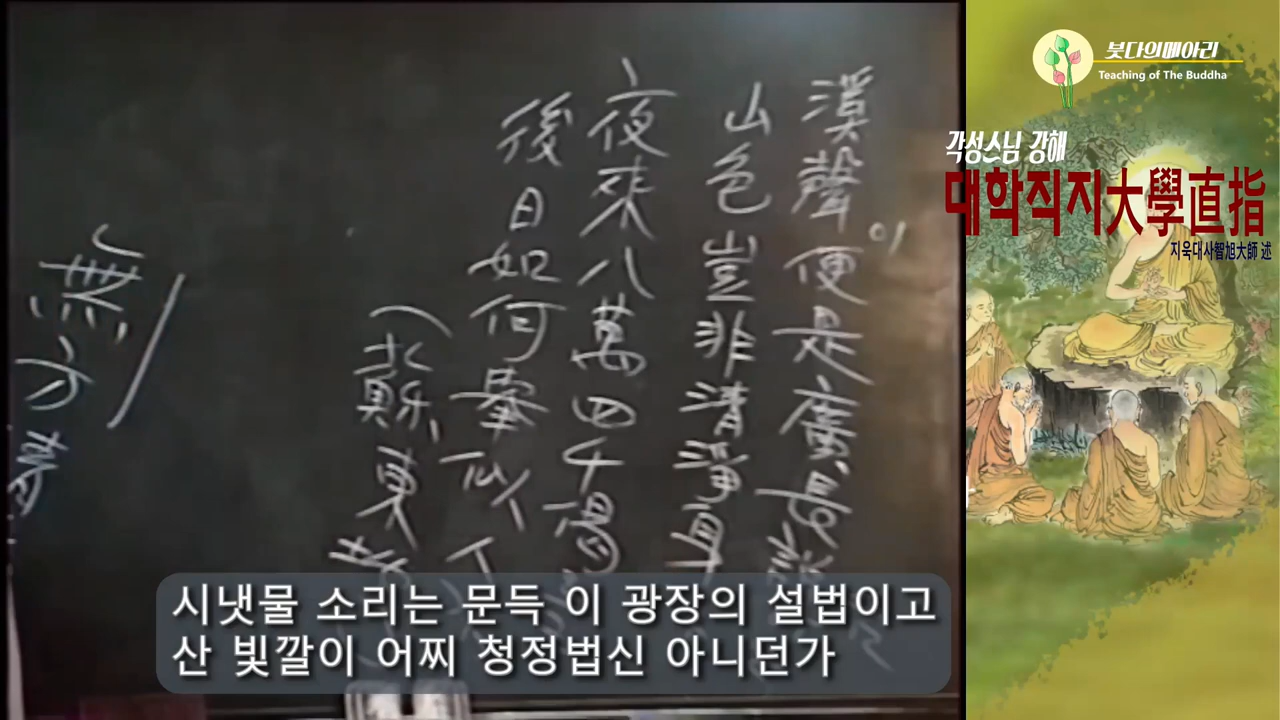 溪聲便是廣長
이
山色豈非清淨身
夜來八萬四千偈
後日如何擧似人
(蘇東
無方
붓다의메아리
Teaching of The Buddha
각성스님 강해
대학직지大學直指
지욱대사智旭大師 述
시냇물 소리는 문득 이 광장의 설법이고
산 빛깔이 어찌 청정법신 아니던가